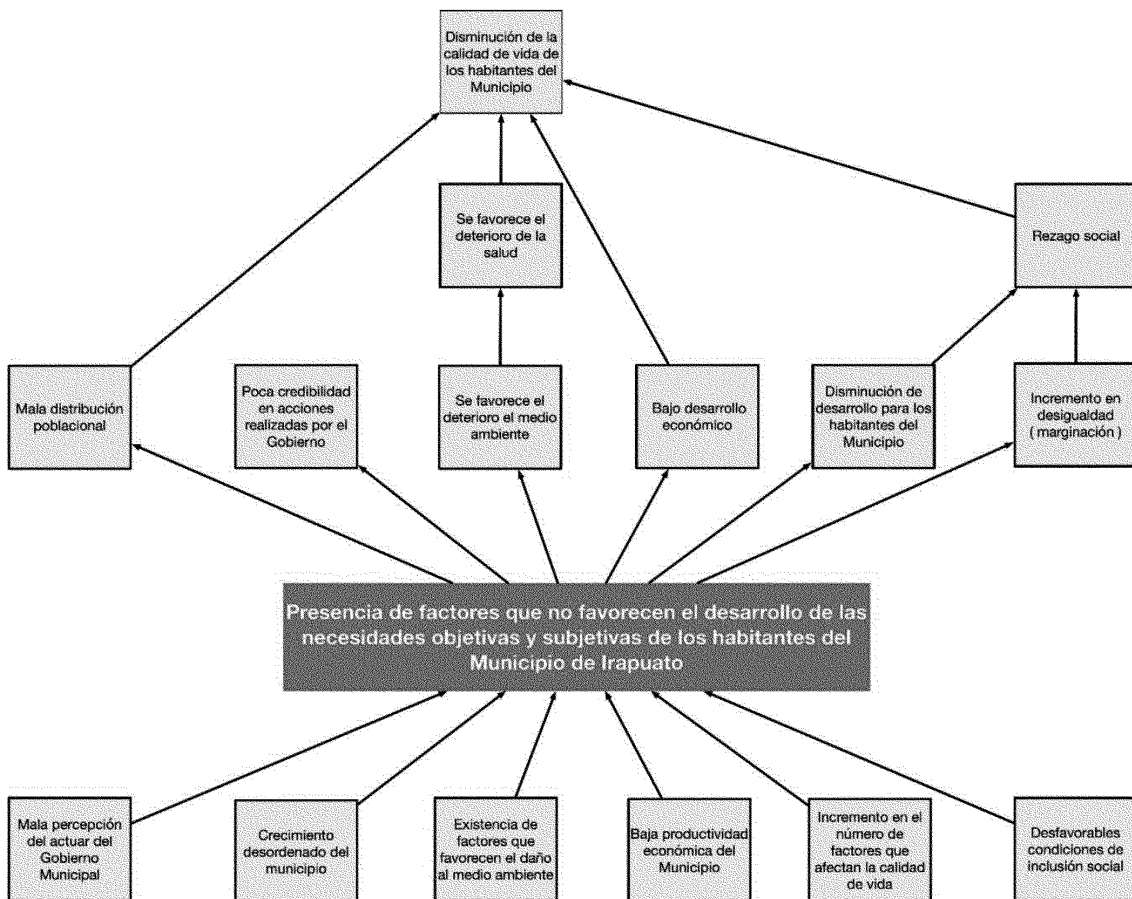 Disminución de la
calidad de vida de
los habitantes del
Municipio
Se favorece el
deterioro de la
salud
Rezago social
Mala distribución
poblacional
Poca credibilidad
en acciones
realizadas por el
Gobierno
Se favorece el
deterioro el medio
ambiente
Bajo desarrollo
económico
Disminución de
desarrollo para los
habitantes del
Municipio
Incremento en
desigualdad
( marginación )
Presencia de factores que no favorecen el desarrollo de las
necesidades objetivas y subjetivas de los habitantes del
Municipio de Irapuato
Mala percepción
del actuar del
Gobierno
Municipal
Crecimiento
desordenado del
municipio
Existencia de
factores que
favorecen el daño
al medio ambiente
Baja productividad
económica del
Municipio
Incremento en el
número de
factores que
afectan la calidad
de vida
Desfavorables
condiciones de
inclusión social